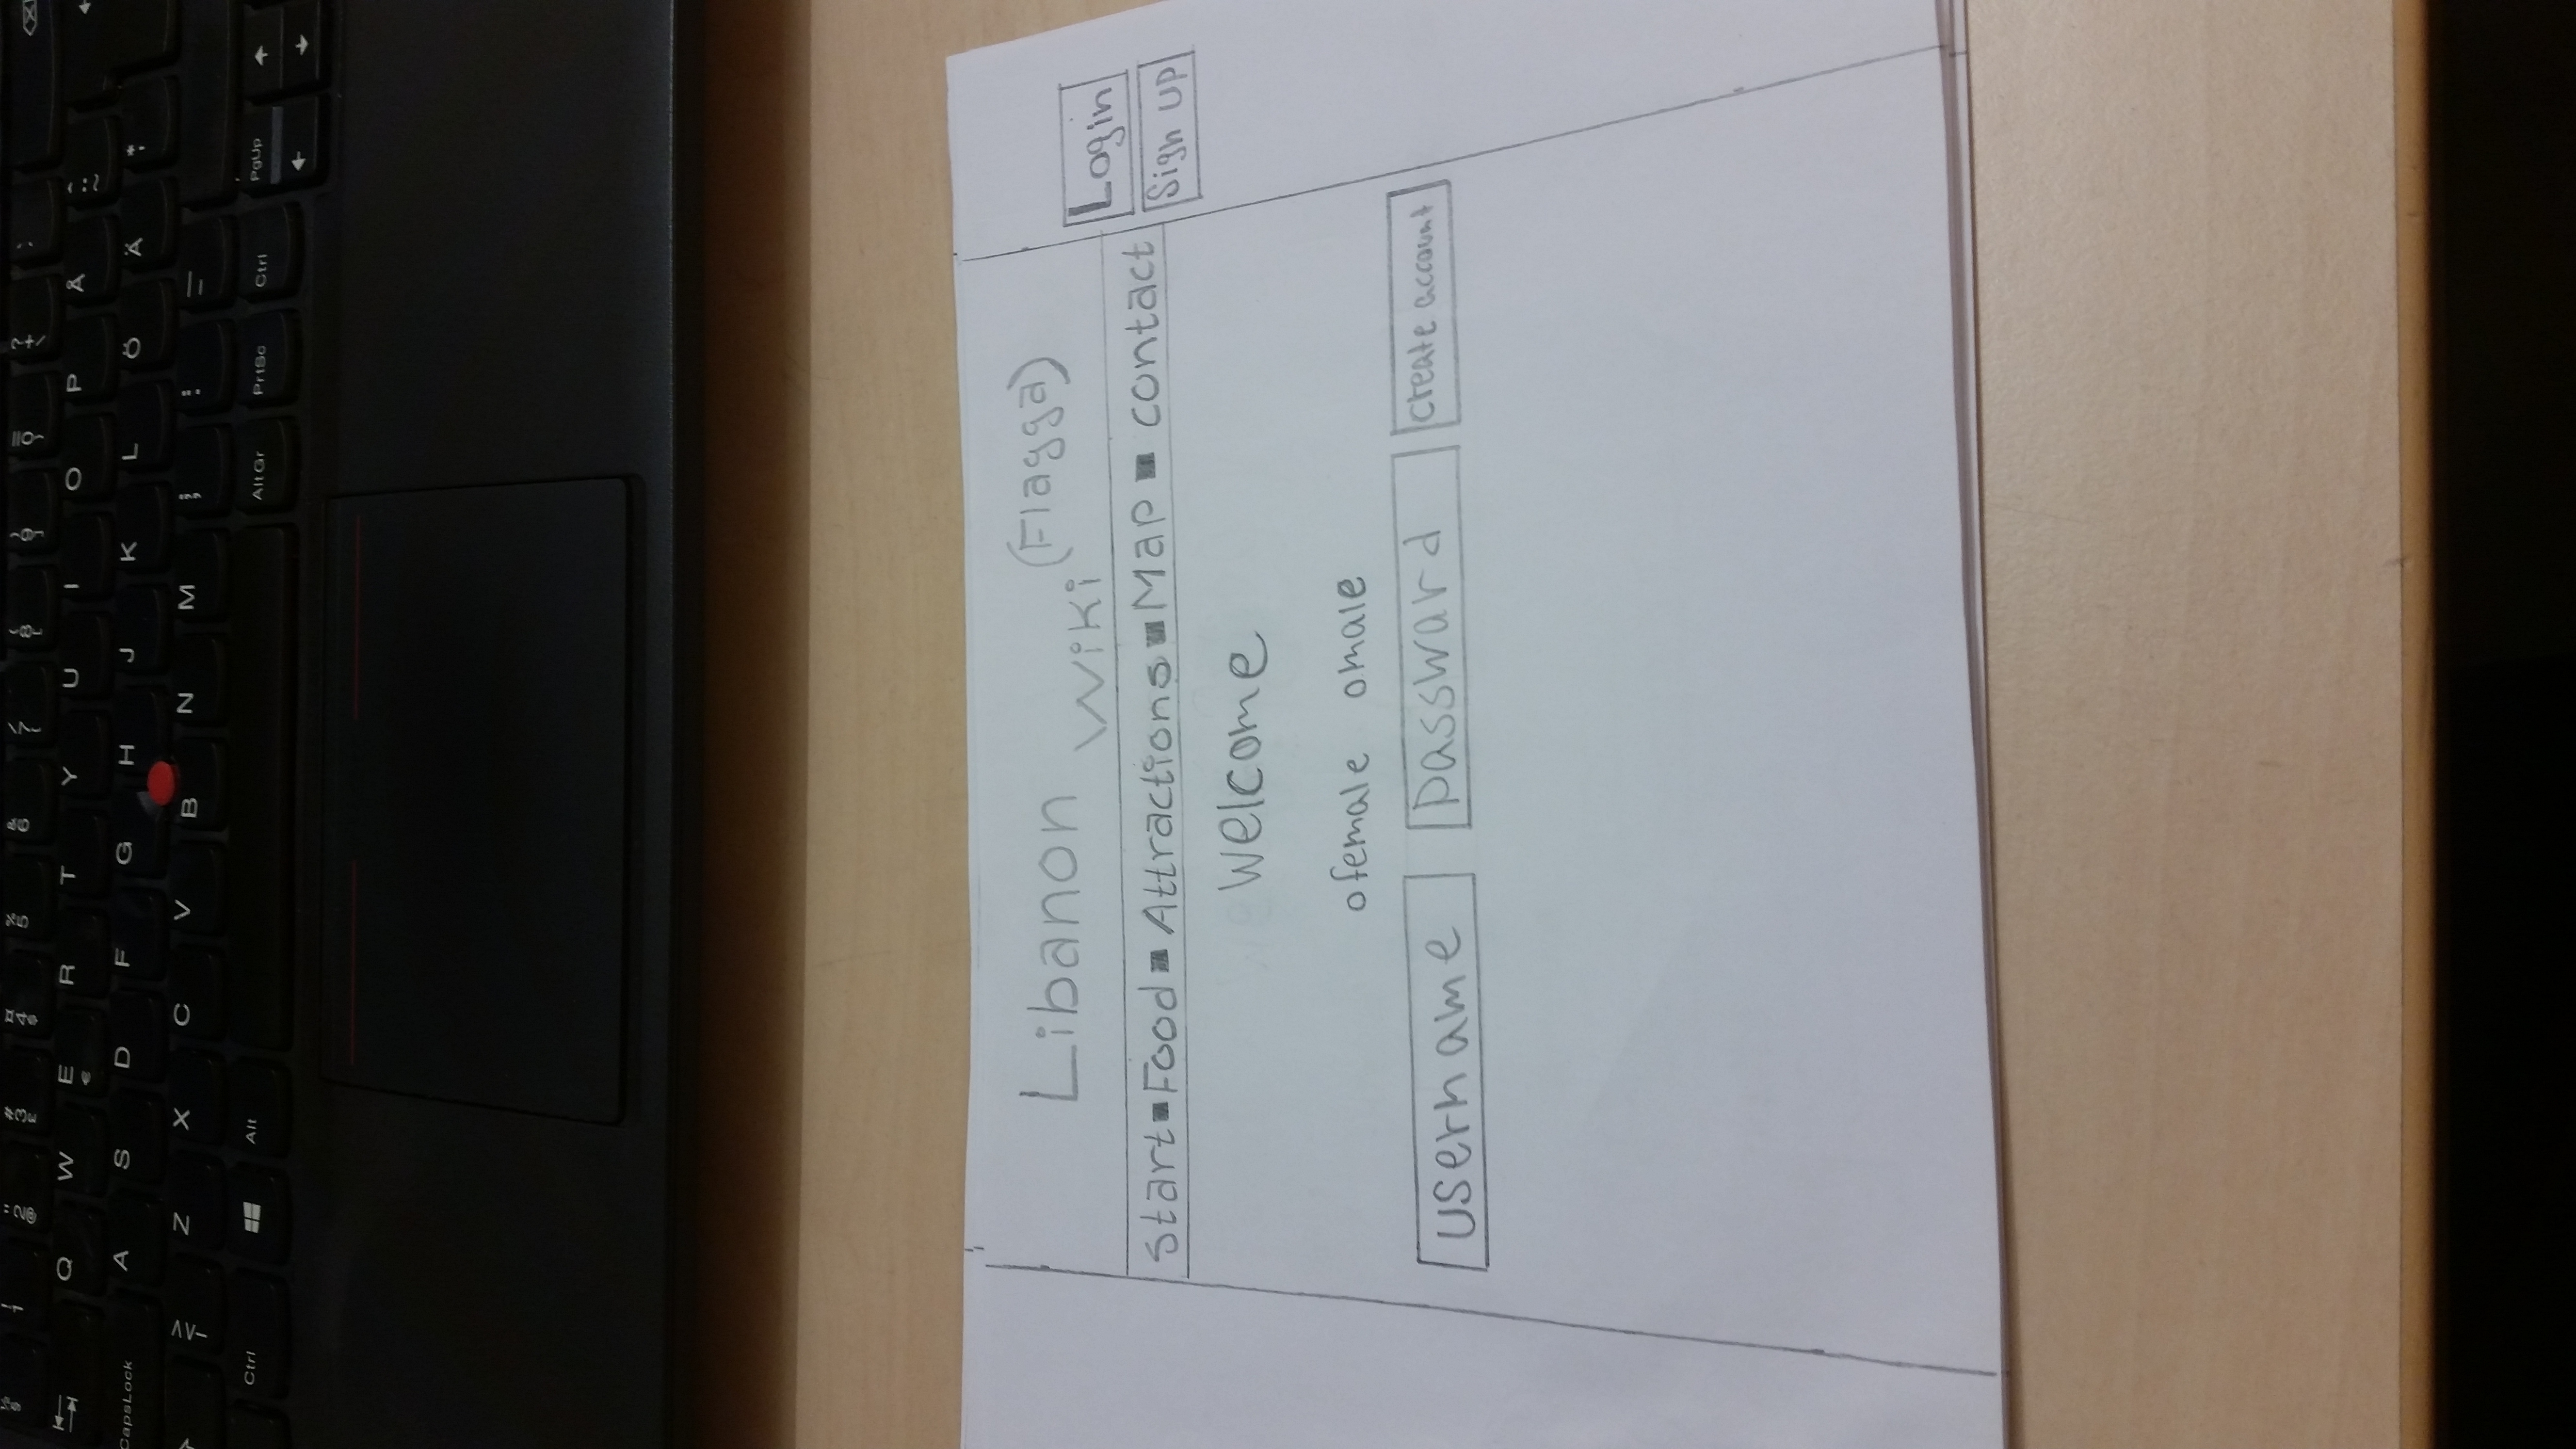 Q W E R T Y U I O P Å
€
CapsLock A S D F G H J K L Ö Ä
Z X C V B N M
Ctrl Alt AltGr PrtSc Ctrl PgUp
Libanon Wiki (Flagga)
Login
Start Food Attractions Map contact
Sign up
Welcome
female male
username passward create account